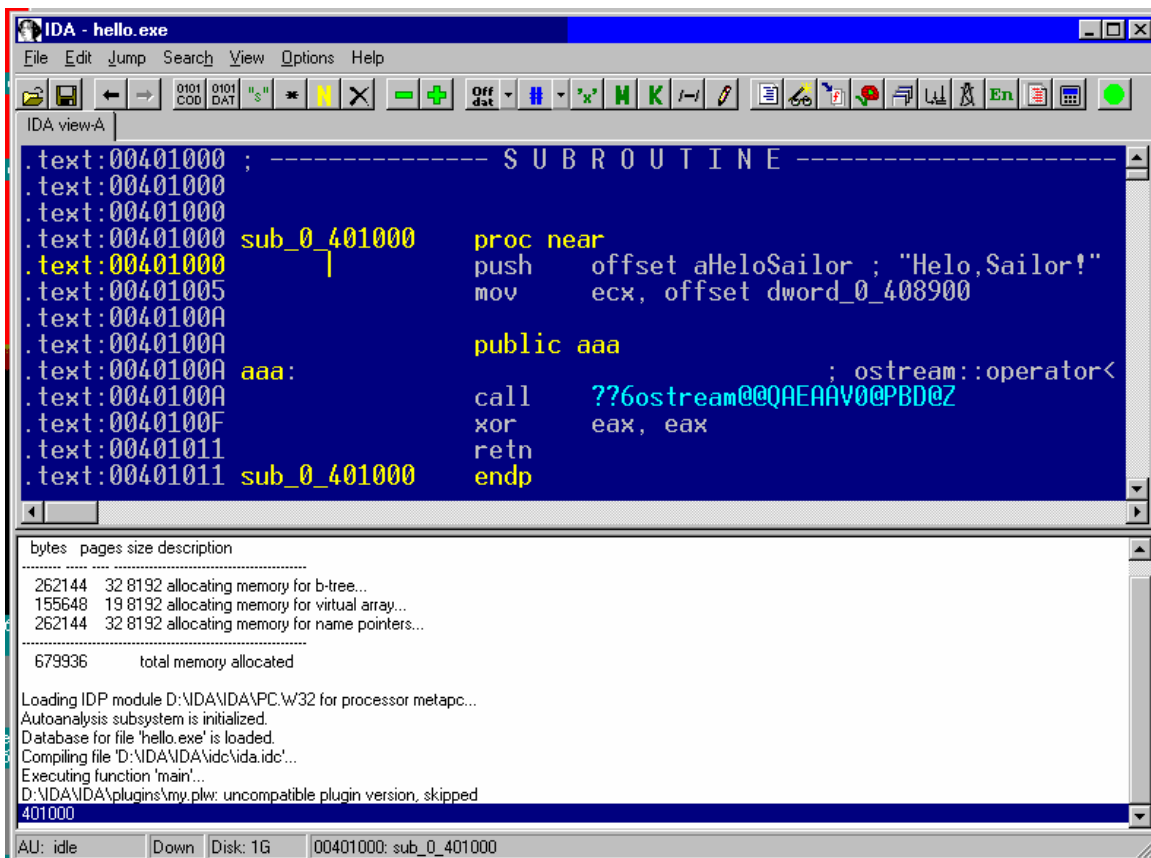 IDA - hello.exe
File Edit Jump Search View Options Help
0101 COD 0101 DAT "s" * N Off dat # 'x' M K En
IDA view-A
.text:00401000 ; --------------- S U B R O U T I N E ----------------------
.text:00401000
.text:00401000
.text:00401000 sub_0_401000 proc near
.text:00401000 push offset aHeloSailor ; "Helo,Sailor!"
.text:00401005 mov ecx, offset dword_0_408900
.text:0040100A
.text:0040100A public aaa
.text:0040100A aaa: ; ostream::operator<
.text:0040100A call ??6ostream@@QAEAAV0@PBD@Z
.text:0040100F xor eax, eax
.text:00401011 retn
.text:00401011 sub_0_401000 endp
bytes pages size description
--------- ----- ---- --------------------------------------------
262144 32 8192 allocating memory for b-tree...
155648 19 8192 allocating memory for virtual array...
262144 32 8192 allocating memory for name pointers...
-----------------------------------------------------------------
679936 total memory allocated
Loading IDP module D:\IDA\IDA\PC.W32 for processor metapc...
Autoanalysis subsystem is initialized.
Database for file 'hello.exe' is loaded.
Compiling file 'D:\IDA\IDA\idc\ida.idc'...
Executing function 'main'...
D:\IDA\IDA\plugins\my.plw: uncompatible plugin version, skipped
401000
AU: idle Down Disk: 1G 00401000: sub_0_401000